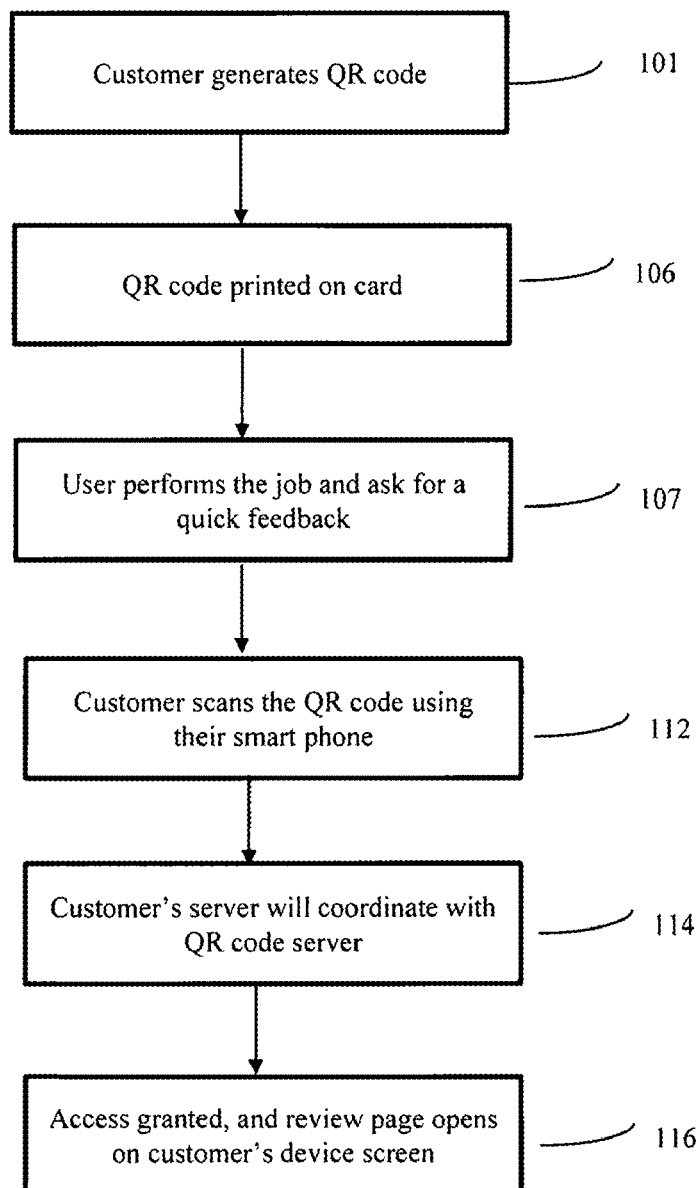 Customer generates QR code
101
QR code printed on card
106
User performs the job and ask for a
quick feedback
107
Customer scans the QR code using
their smart phone
112
Customer's server will coordinate with
QR code server
114
Access granted, and review page opens
on customer's device screen
116